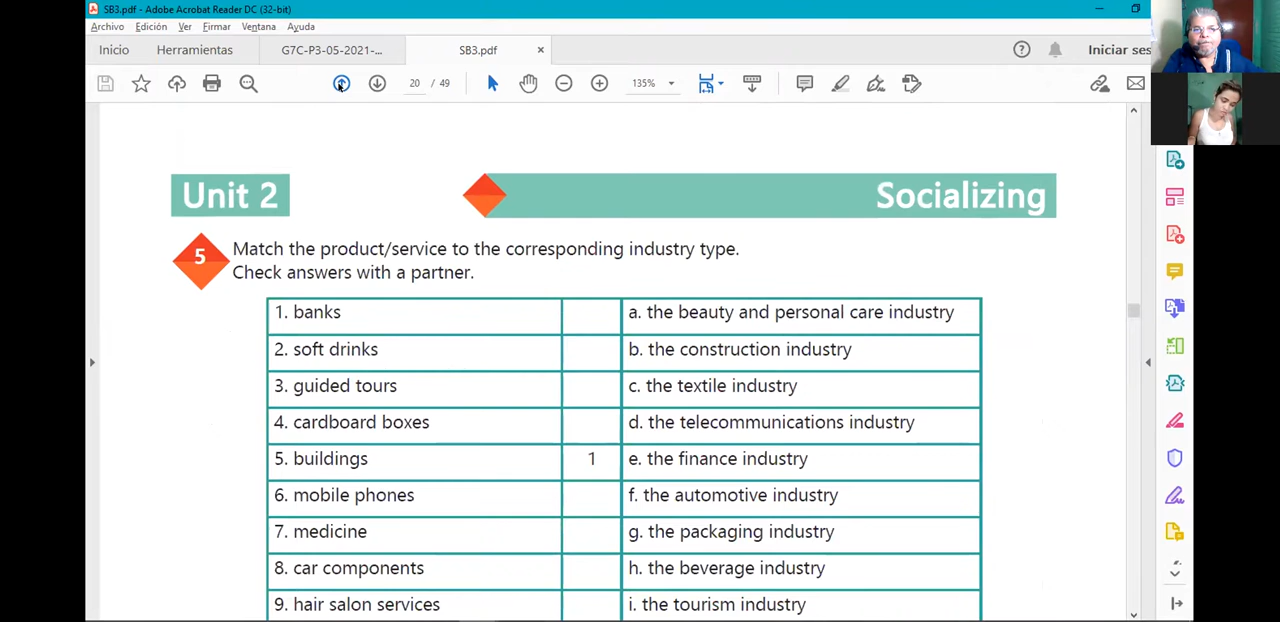 SB3.pdf - Adobe Acrobat Reader DC (32-bit)
Archivo Edición Ver Firmar Ventana Ayuda
Inicio Herramientas G7C-P3-05-2021-... SB3.pdf × Iniciar ses
20 / 49 135%
Unit 2 Socializing
5 Match the product/service to the corresponding industry type.
Check answers with a partner.
1. banks a. the beauty and personal care industry
2. soft drinks b. the construction industry
3. guided tours c. the textile industry
4. cardboard boxes d. the telecommunications industry
5. buildings 1 e. the finance industry
6. mobile phones f. the automotive industry
7. medicine g. the packaging industry
8. car components h. the beverage industry
9. hair salon services i. the tourism industry